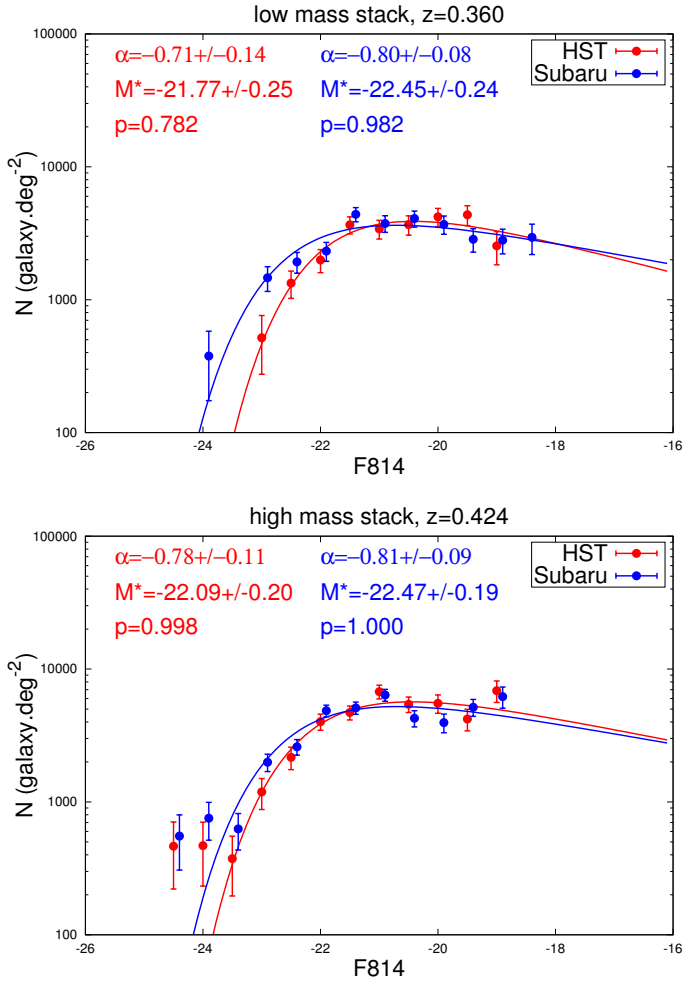 low mass stack, z=0.360
100000
10000
1000
100
N (galaxy.deg⁻²)
α=−0.71+/−0.14
M*=-21.77+/-0.25
p=0.782
α=−0.80+/−0.08
M*=-22.45+/-0.24
p=0.982
HST
Subaru
-26 -24 -22 -20 -18 -16
F814
high mass stack, z=0.424
100000
10000
1000
100
N (galaxy.deg⁻²)
α=−0.78+/−0.11
M*=-22.09+/-0.20
p=0.998
α=−0.81+/−0.09
M*=-22.47+/-0.19
p=1.000
HST
Subaru
-26 -24 -22 -20 -18 -16
F814